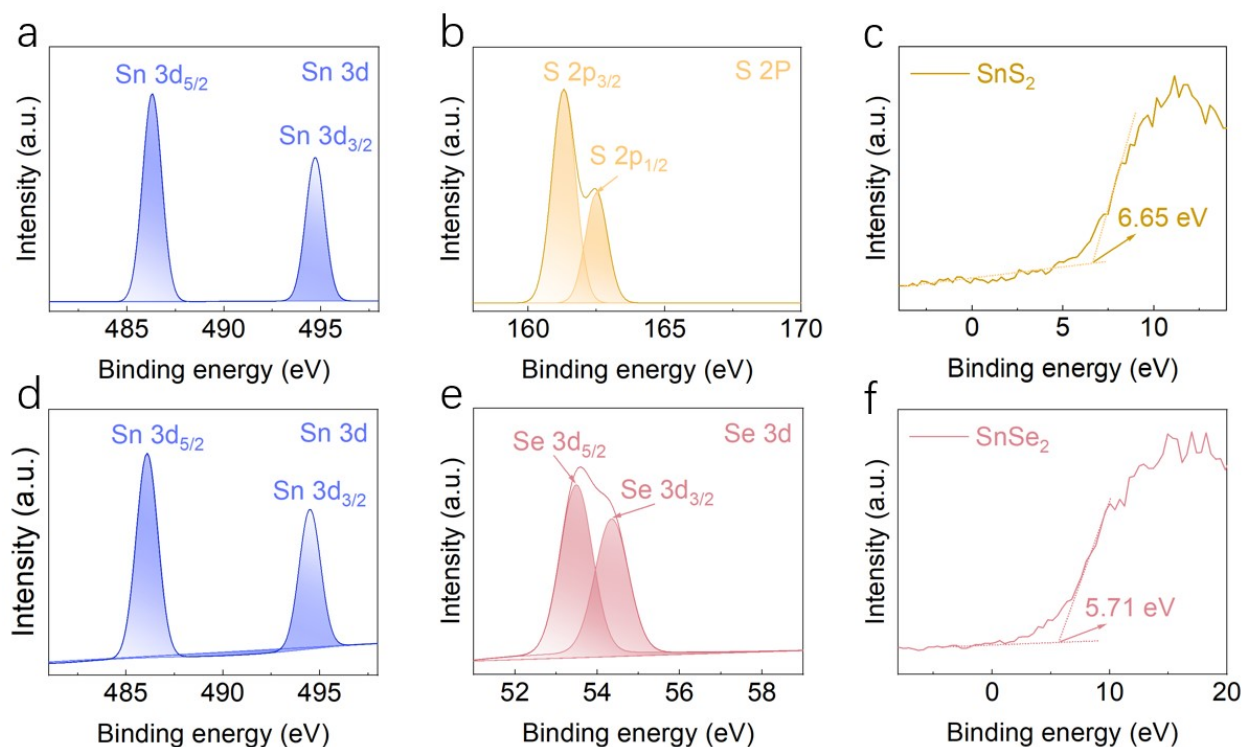 a
Sn 3d5/2
Sn 3d
Sn 3d3/2
Intensity (a.u.)
485 490 495
Binding energy (eV)
b
S 2p3/2
S 2P
S 2p1/2
Intensity (a.u.)
160 165 170
Binding energy (eV)
c
SnS2
6.65 eV
Intensity (a.u.)
0 5 10
Binding energy (eV)
d
Sn 3d5/2
Sn 3d
Sn 3d3/2
Intensity (a.u.)
485 490 495
Binding energy (eV)
e
Se 3d5/2
Se 3d
Se 3d3/2
Intensity (a.u.)
52 54 56 58
Binding energy (eV)
f
SnSe2
5.71 eV
Intensity (a.u.)
0 10 20
Binding energy (eV)